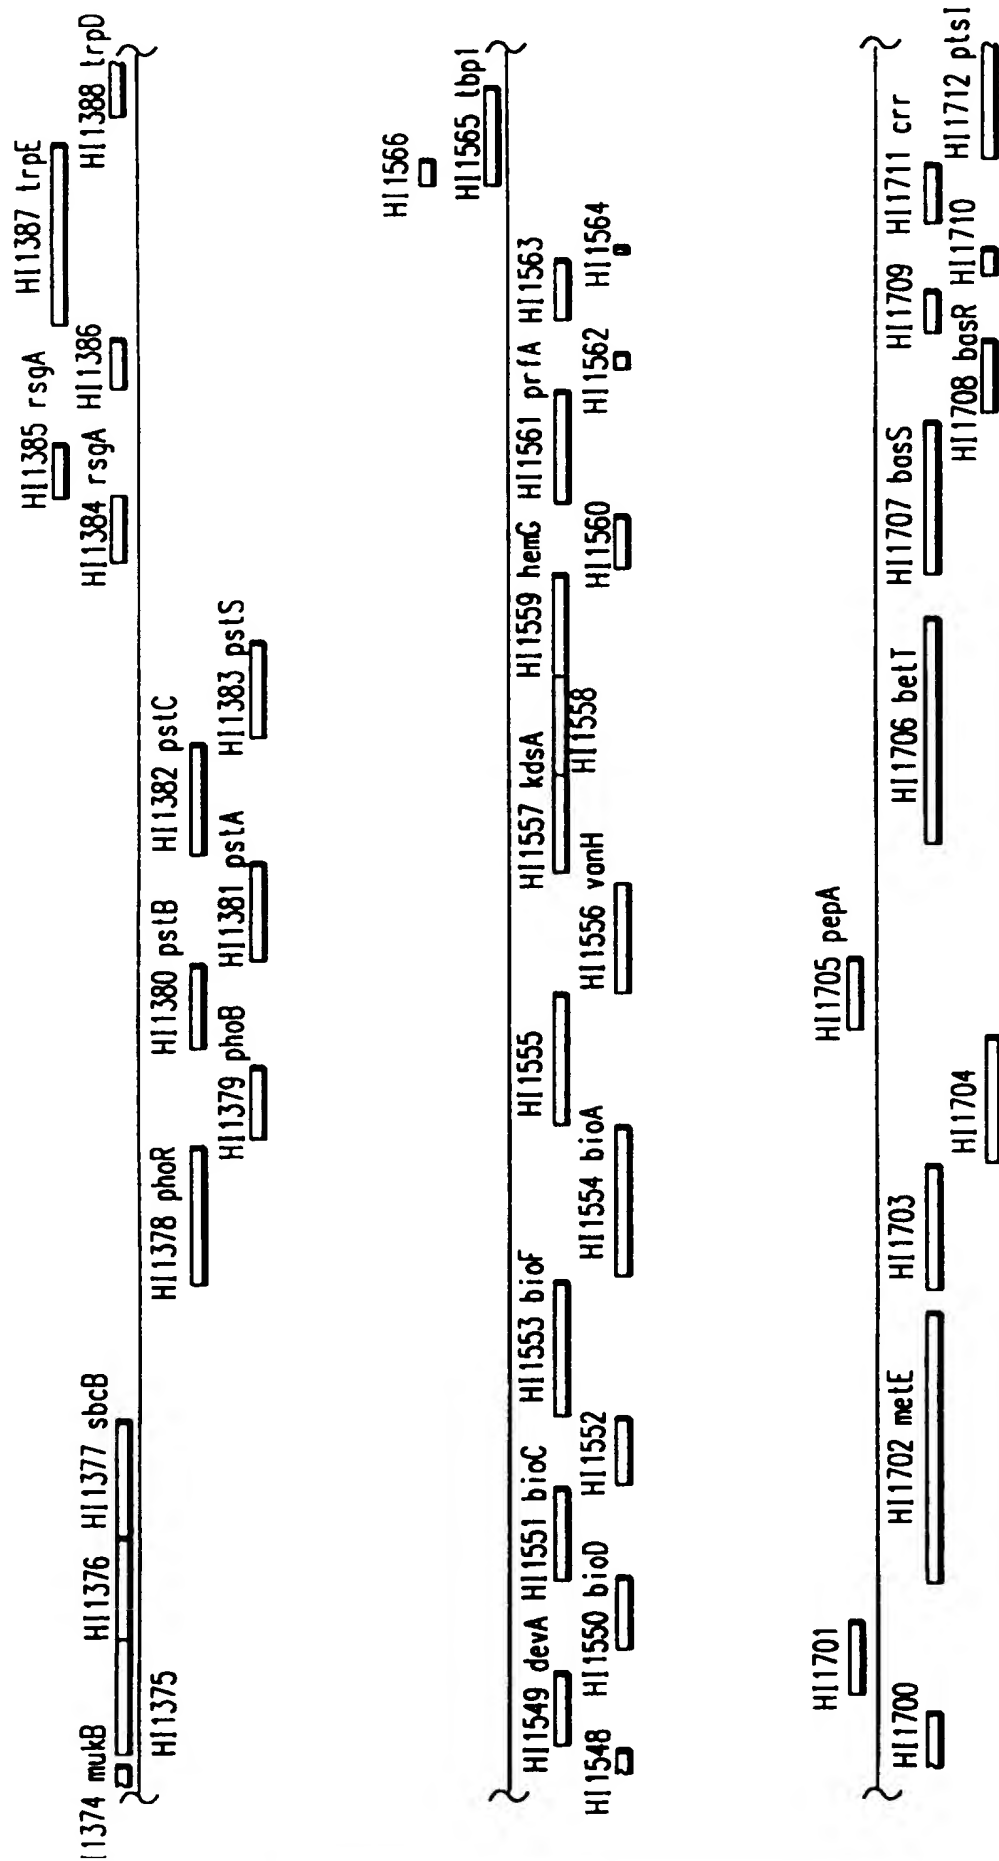 I1374 mukB
HI1375
HI1376
HI1377 sbcB
HI1378 phoR
HI1379 phoB
HI1380 pstB
HI1381 pstA
HI1382 pstC
HI1383 pstS
HI1384 rsgA
HI1385 rsgA
HI1386
HI1387 trpE
HI1388 trpD
HI1548
HI1549 devA
HI1550 bioD
HI1551 bioC
HI1552
HI1553 bioF
HI1554 bioA
HI1555
HI1556 vanH
HI1557 kdsA
HI1558
HI1559 hemG
HI1560
HI1561 prfA
HI1562
HI1563
HI1564
HI1565 tbp1
HI1566
HI1700
HI1701
HI1702 metE
HI1703
HI1704
HI1705 pepA
HI1706 betT
HI1707 basS
HI1708 basR
HI1709
HI1710
HI1711 crr
HI1712 ptsI